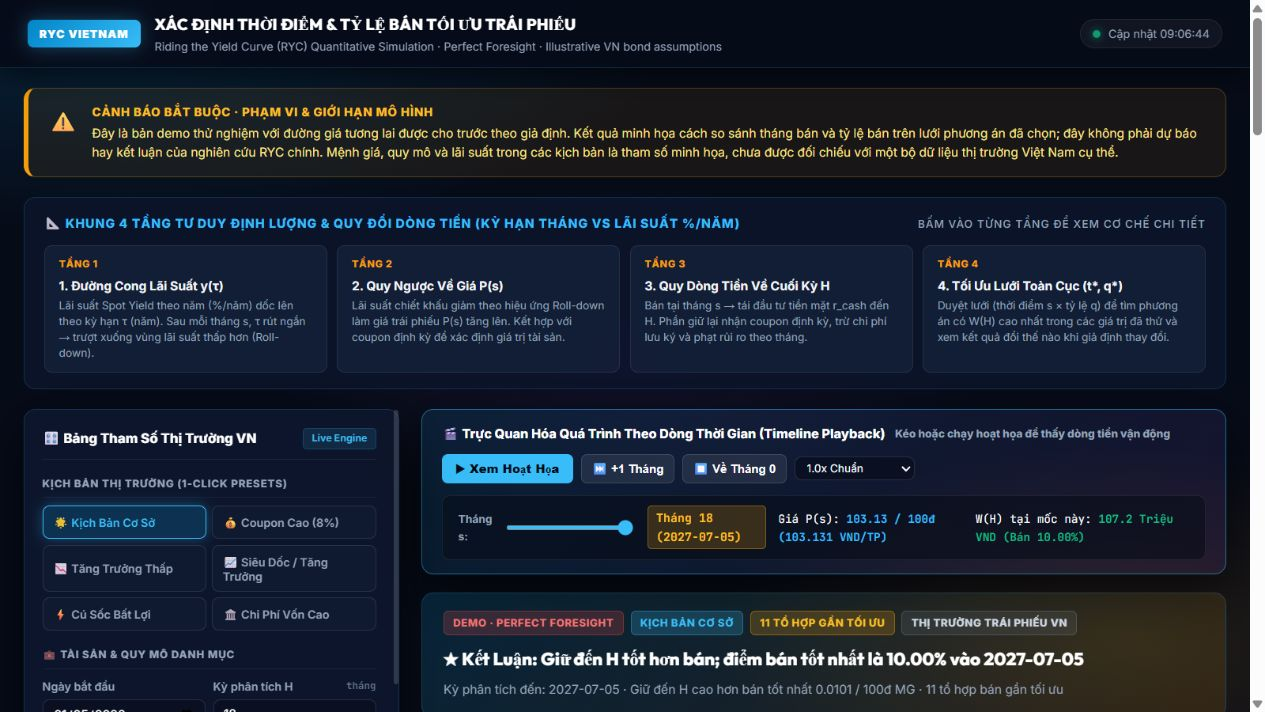 RYC VIETNAM
XÁC ĐỊNH THỜI ĐIỂM & TỶ LỆ BÁN TỐI ƯU TRÁI PHIẾU
Riding the Yield Curve (RYC) Quantitative Simulation · Perfect Foresight · Illustrative VN bond assumptions
Cập nhật 09:06:44
CẢNH BÁO BẮT BUỘC · PHẠM VI & GIỚI HẠN MÔ HÌNH
Đây là bản demo thử nghiệm với đường giá tương lai được cho trước theo giả định. Kết quả minh họa cách so sánh tháng bán và tỷ lệ bán trên lưới phương án đã chọn; đây không phải dự báo
hay kết luận của nghiên cứu RYC chính. Mệnh giá, quy mô và lãi suất trong các kịch bản là tham số minh họa, chưa được đối chiếu với một bộ dữ liệu thị trường Việt Nam cụ thể.
KHUNG 4 TẦNG TƯ DUY ĐỊNH LƯỢNG & QUY ĐỔI DÒNG TIỀN (KỲ HẠN THÁNG VS LÃI SUẤT %/NĂM)
BẤM VÀO TỪNG TẦNG ĐỂ XEM CƠ CHẾ CHI TIẾT
TẦNG 1
1. Đường Cong Lãi Suất y(τ)
Lãi suất Spot Yield theo năm (%/năm) dốc lên
theo kỳ hạn τ (năm). Sau mỗi tháng s, τ rút ngắn
→ trượt xuống vùng lãi suất thấp hơn (Roll-
down).
TẦNG 2
2. Quy Ngược Về Giá P(s)
Lãi suất chiết khấu giảm theo hiệu ứng Roll-down
làm giá trái phiếu P(s) tăng lên. Kết hợp với
coupon định kỳ để xác định giá trị tài sản.
TẦNG 3
3. Quy Dòng Tiền Về Cuối Kỳ H
Bán tại tháng s → tái đầu tư tiền mặt r_cash đến
H. Phần giữ lại nhận coupon định kỳ, trừ chi phí
lưu ký và phạt rủi ro theo tháng.
TẦNG 4
4. Tối Ưu Lưới Toàn Cục (t*, q*)
Duyệt lưới (thời điểm s × tỷ lệ q) để tìm phương
án có W(H) cao nhất trong các giá trị đã thử và
xem kết quả đổi thế nào khi giả định thay đổi.
Bảng Tham Số Thị Trường VN
Live Engine
KỊCH BẢN THỊ TRƯỜNG (1-CLICK PRESETS)
Kịch Bản Cơ Sở
Coupon Cao (8%)
Tăng Trưởng Thấp
Siêu Dốc / Tăng
Trưởng
Cú Sốc Bất Lợi
Chi Phí Vốn Cao
TÀI SẢN & QUY MÔ DANH MỤC
Ngày bắt đầu
Kỳ phân tích H
tháng
Trực Quan Hóa Quá Trình Theo Dòng Thời Gian (Timeline Playback)
Kéo hoặc chạy hoạt họa để thấy dòng tiền vận động
Xem Hoạt Họa
+1 Tháng
Về Tháng 0
1.0x Chuẩn
Tháng
s:
Tháng 18
(2027-07-05)
Giá P(s): 103.13 / 100đ
(103.131 VND/TP)
W(H) tại mốc này: 107.2 Triệu
VND (Bán 10.00%)
DEMO · PERFECT FORESIGHT
KỊCH BẢN CƠ SỞ
11 TỔ HỢP GẦN TỐI ƯU
THỊ TRƯỜNG TRÁI PHIẾU VN
★ Kết Luận: Giữ đến H tốt hơn bán; điểm bán tốt nhất là 10.00% vào 2027-07-05
Kỳ phân tích đến: 2027-07-05 · Giữ đến H cao hơn bán tốt nhất 0.0101 / 100đ MG · 11 tổ hợp bán gần tối ưu